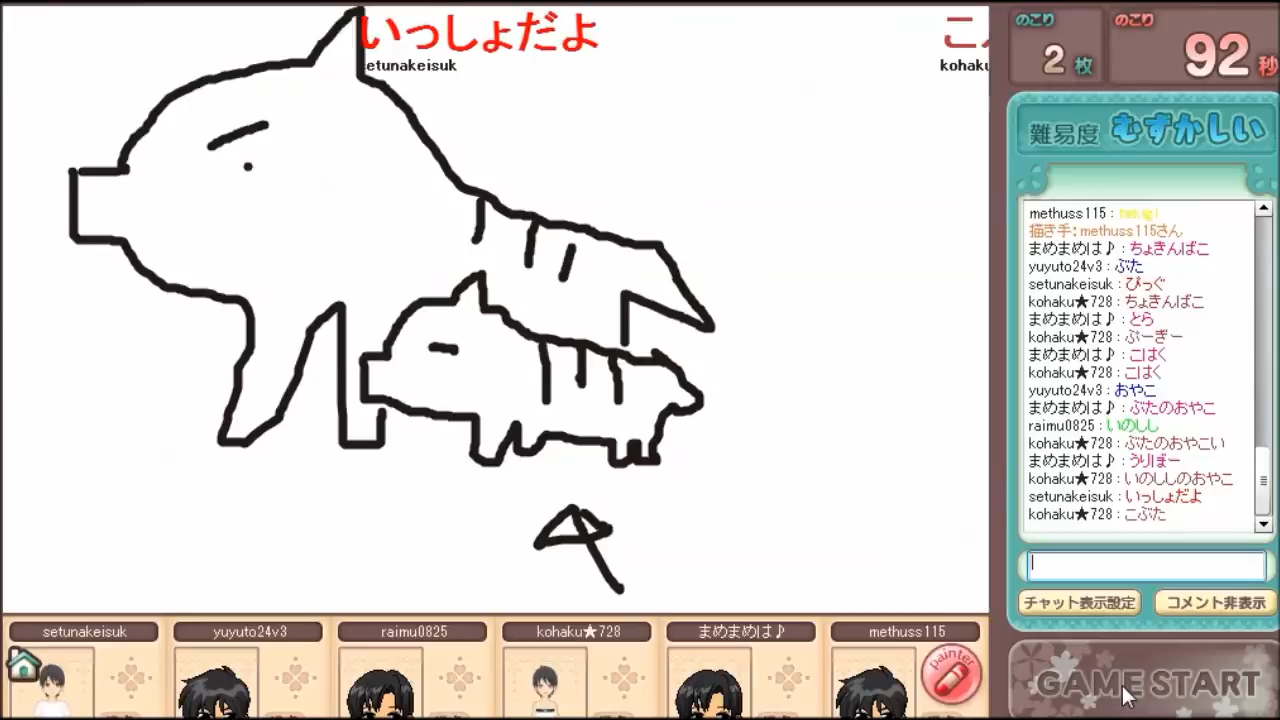 いっしょだよ
setunakeisuk
kohaku
のこり
2枚
のこり
92秒
難易度 むずかしい
methuss115 :
描き手: methuss115さん
まめまめは♪ : ちょきんばこ
yuyuto24v3 : ぶた
setunakeisuk : ぴっぐ
kohaku★728 : ちょきんばこ
まめまめは♪ : とら
kohaku★728 : ぶーぎー
まめまめは♪ : こはく
kohaku★728 : こはく
yuyuto24v3 : おやこ
まめまめは♪ : ぶたのおやこ
raimu0825 : いのしし
kohaku★728 : ぶたのおやこい
まめまめは♪ : うりぼー
kohaku★728 : いのししのおやこ
setunakeisuk : いっしょだよ
kohaku★728 : こぶた
チャット表示設定
コメント非表示
GAME START
setunakeisuk
yuyuto24v3
raimu0825
kohaku★728
まめまめは♪
methuss115
painter